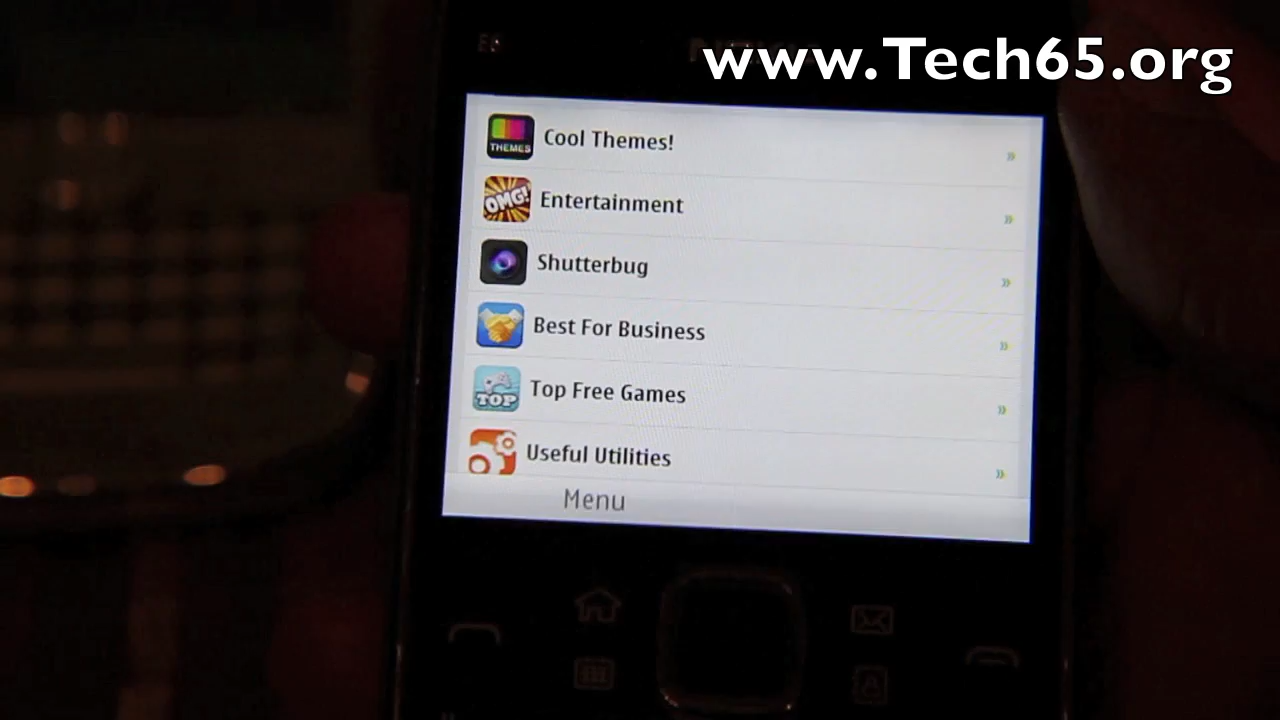 E6
www.Tech65.org
THEMES
Cool Themes!
OMG!
Entertainment
Shutterbug
Best For Business
TOP
Top Free Games
Useful Utilities
Menu